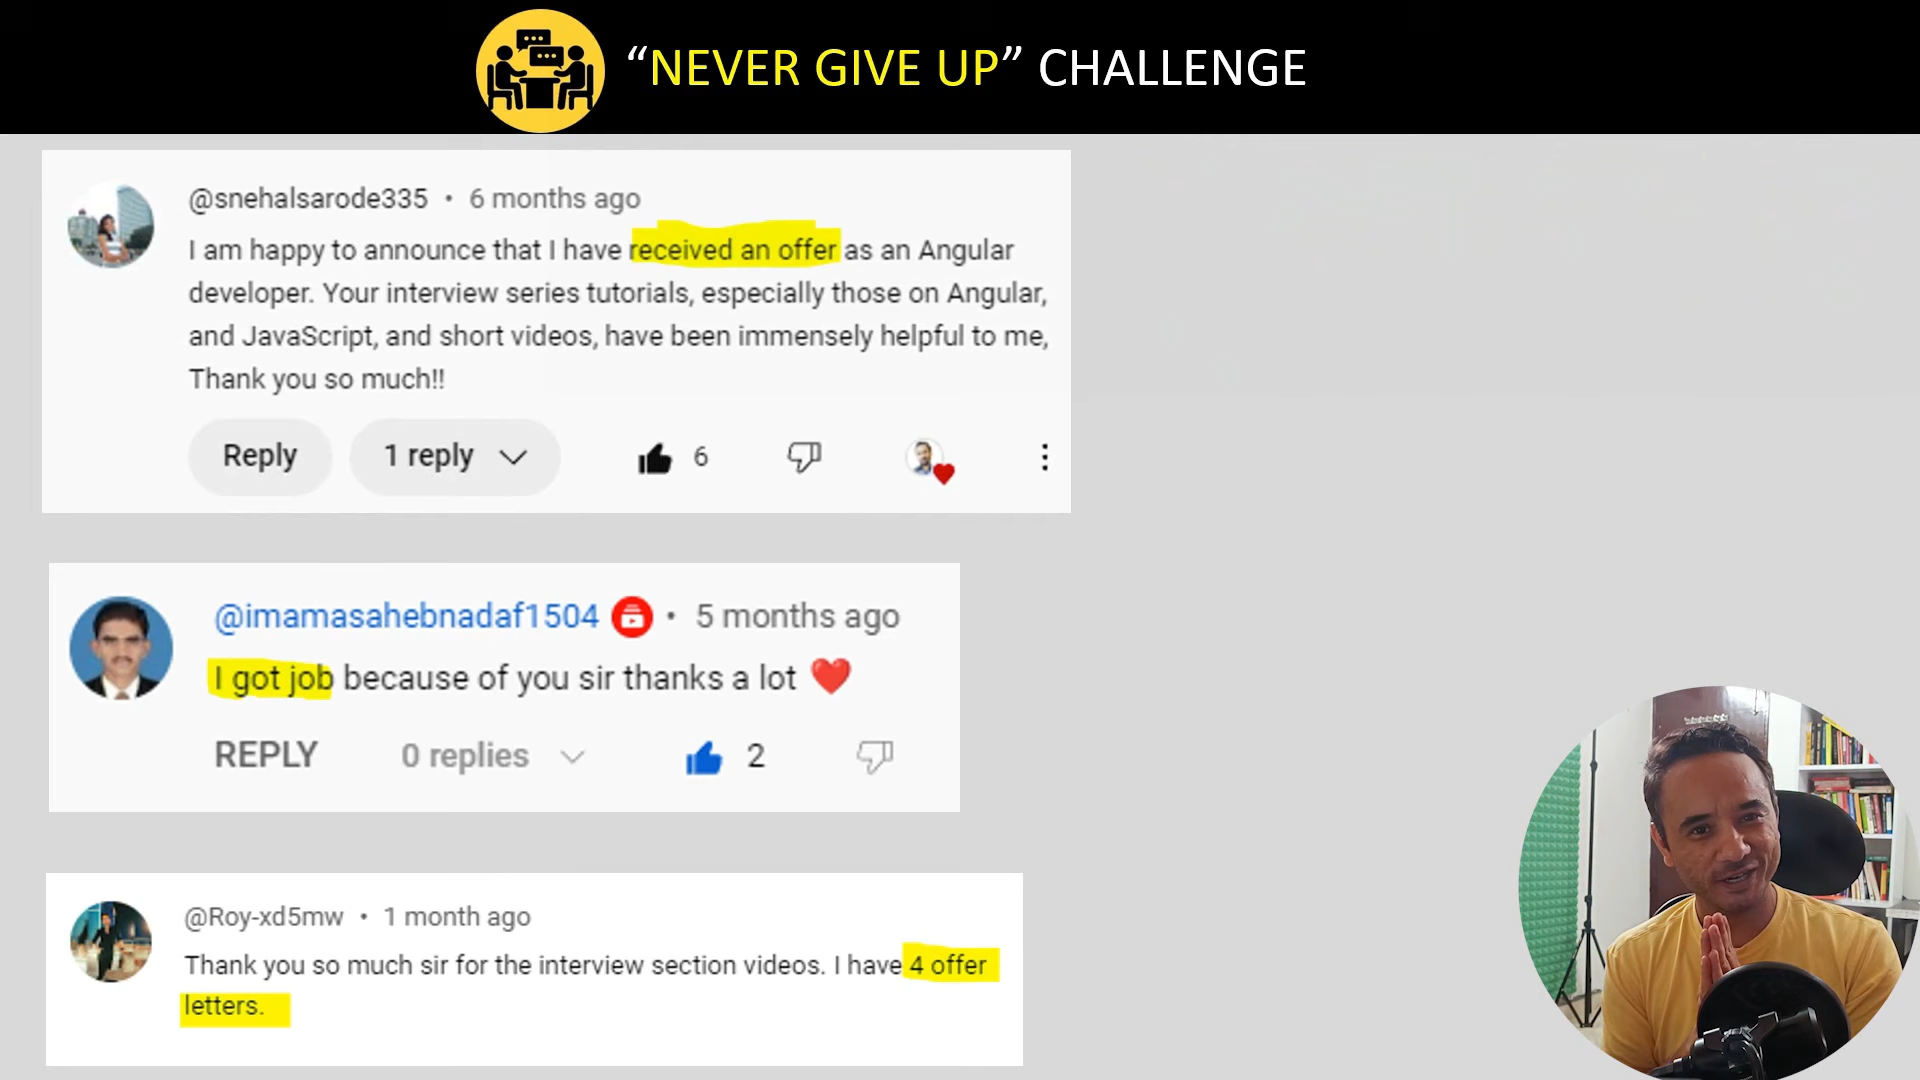 “NEVER GIVE UP” CHALLENGE
@snehalsarode335 • 6 months ago
I am happy to announce that I have received an offer as an Angular
developer. Your interview series tutorials, especially those on Angular,
and JavaScript, and short videos, have been immensely helpful to me,
Thank you so much!!
Reply 1 reply 6
@imamasahebnadaf1504 • 5 months ago
I got job because of you sir thanks a lot ❤️
REPLY 0 replies 2
@Roy-xd5mw • 1 month ago
Thank you so much sir for the interview section videos. I have 4 offer
letters.